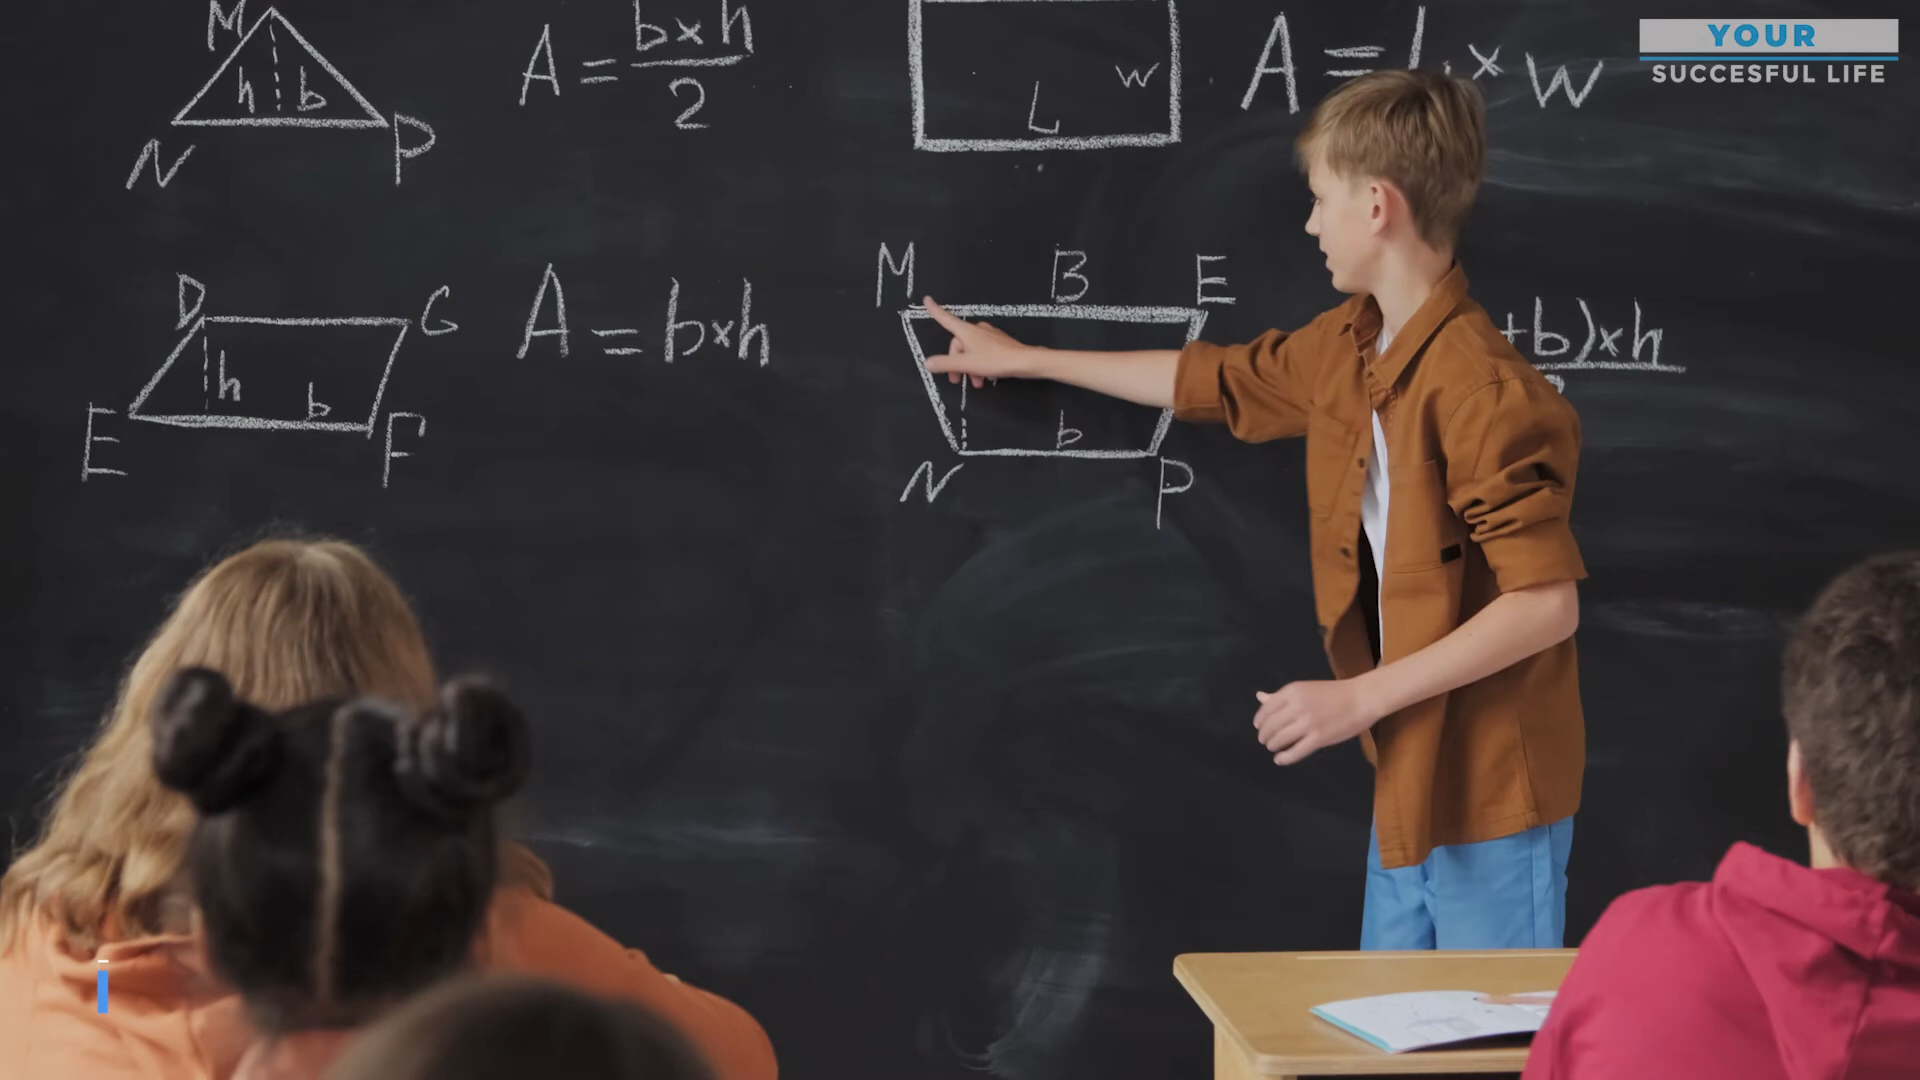 M
h b
N P
A = b×h
2
L w
A = L × w
D G
h b
E F
A = b×h
M B E
b
N P
+b)×h
YOUR
SUCCESFUL LIFE